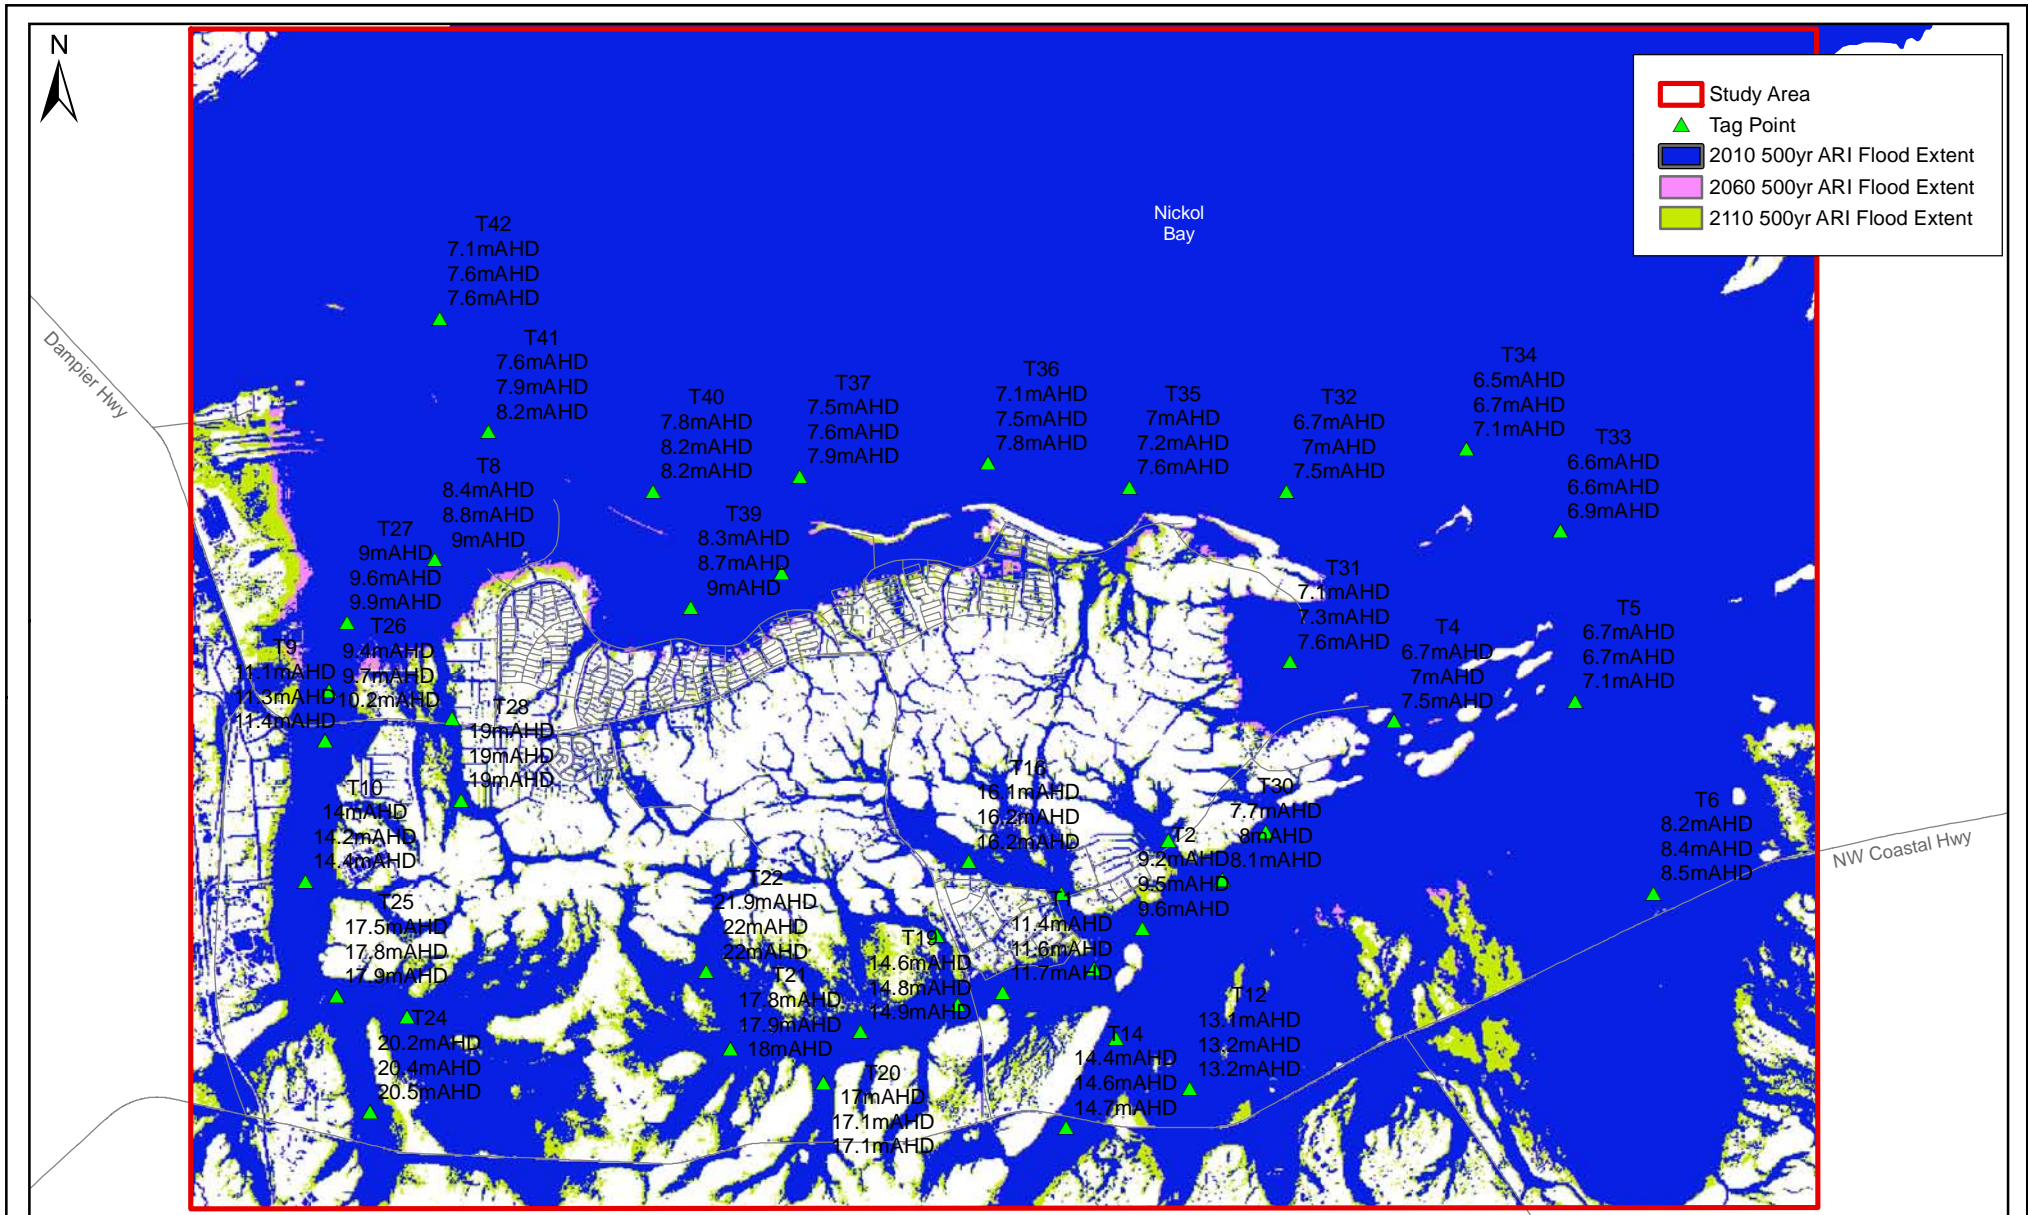 N
Study Area
Tag Point
2010 500yr ARI Flood Extent
2060 500yr ARI Flood Extent
2110 500yr ARI Flood Extent
Nickol
Bay
Dampier Hwy
NW Coastal Hwy
T42
7.1mAHD
7.6mAHD
7.6mAHD
T41
7.6mAHD
7.9mAHD
8.2mAHD
T40
7.8mAHD
8.2mAHD
8.2mAHD
T37
7.5mAHD
7.6mAHD
7.9mAHD
T36
7.1mAHD
7.5mAHD
7.8mAHD
T35
7mAHD
7.2mAHD
7.6mAHD
T32
6.7mAHD
7mAHD
7.5mAHD
T34
6.5mAHD
6.7mAHD
7.1mAHD
T33
6.6mAHD
6.6mAHD
6.9mAHD
T8
8.4mAHD
8.8mAHD
9mAHD
T39
8.3mAHD
8.7mAHD
9mAHD
T27
9mAHD
9.6mAHD
9.9mAHD
T31
7.1mAHD
7.3mAHD
7.6mAHD
T26
9.4mAHD
9.7mAHD
10.2mAHD
T9
11.1mAHD
11.3mAHD
11.4mAHD
T4
6.7mAHD
7mAHD
7.5mAHD
T5
6.7mAHD
6.7mAHD
7.1mAHD
T28
19mAHD
19mAHD
19mAHD
T10
14mAHD
14.2mAHD
14.4mAHD
T16
16.1mAHD
16.2mAHD
16.2mAHD
T30
7.7mAHD
8mAHD
8.1mAHD
T6
8.2mAHD
8.4mAHD
8.5mAHD
T2
9.2mAHD
9.5mAHD
9.6mAHD
T22
21.9mAHD
22mAHD
22mAHD
T25
17.5mAHD
17.8mAHD
17.9mAHD
T1
11.4mAHD
11.6mAHD
11.7mAHD
T19
14.6mAHD
14.8mAHD
14.9mAHD
T21
17.8mAHD
17.9mAHD
18mAHD
T12
13.1mAHD
13.2mAHD
13.2mAHD
T24
20.2mAHD
20.4mAHD
20.5mAHD
T14
14.4mAHD
14.6mAHD
14.7mAHD
T20
17mAHD
17.1mAHD
17.1mAHD